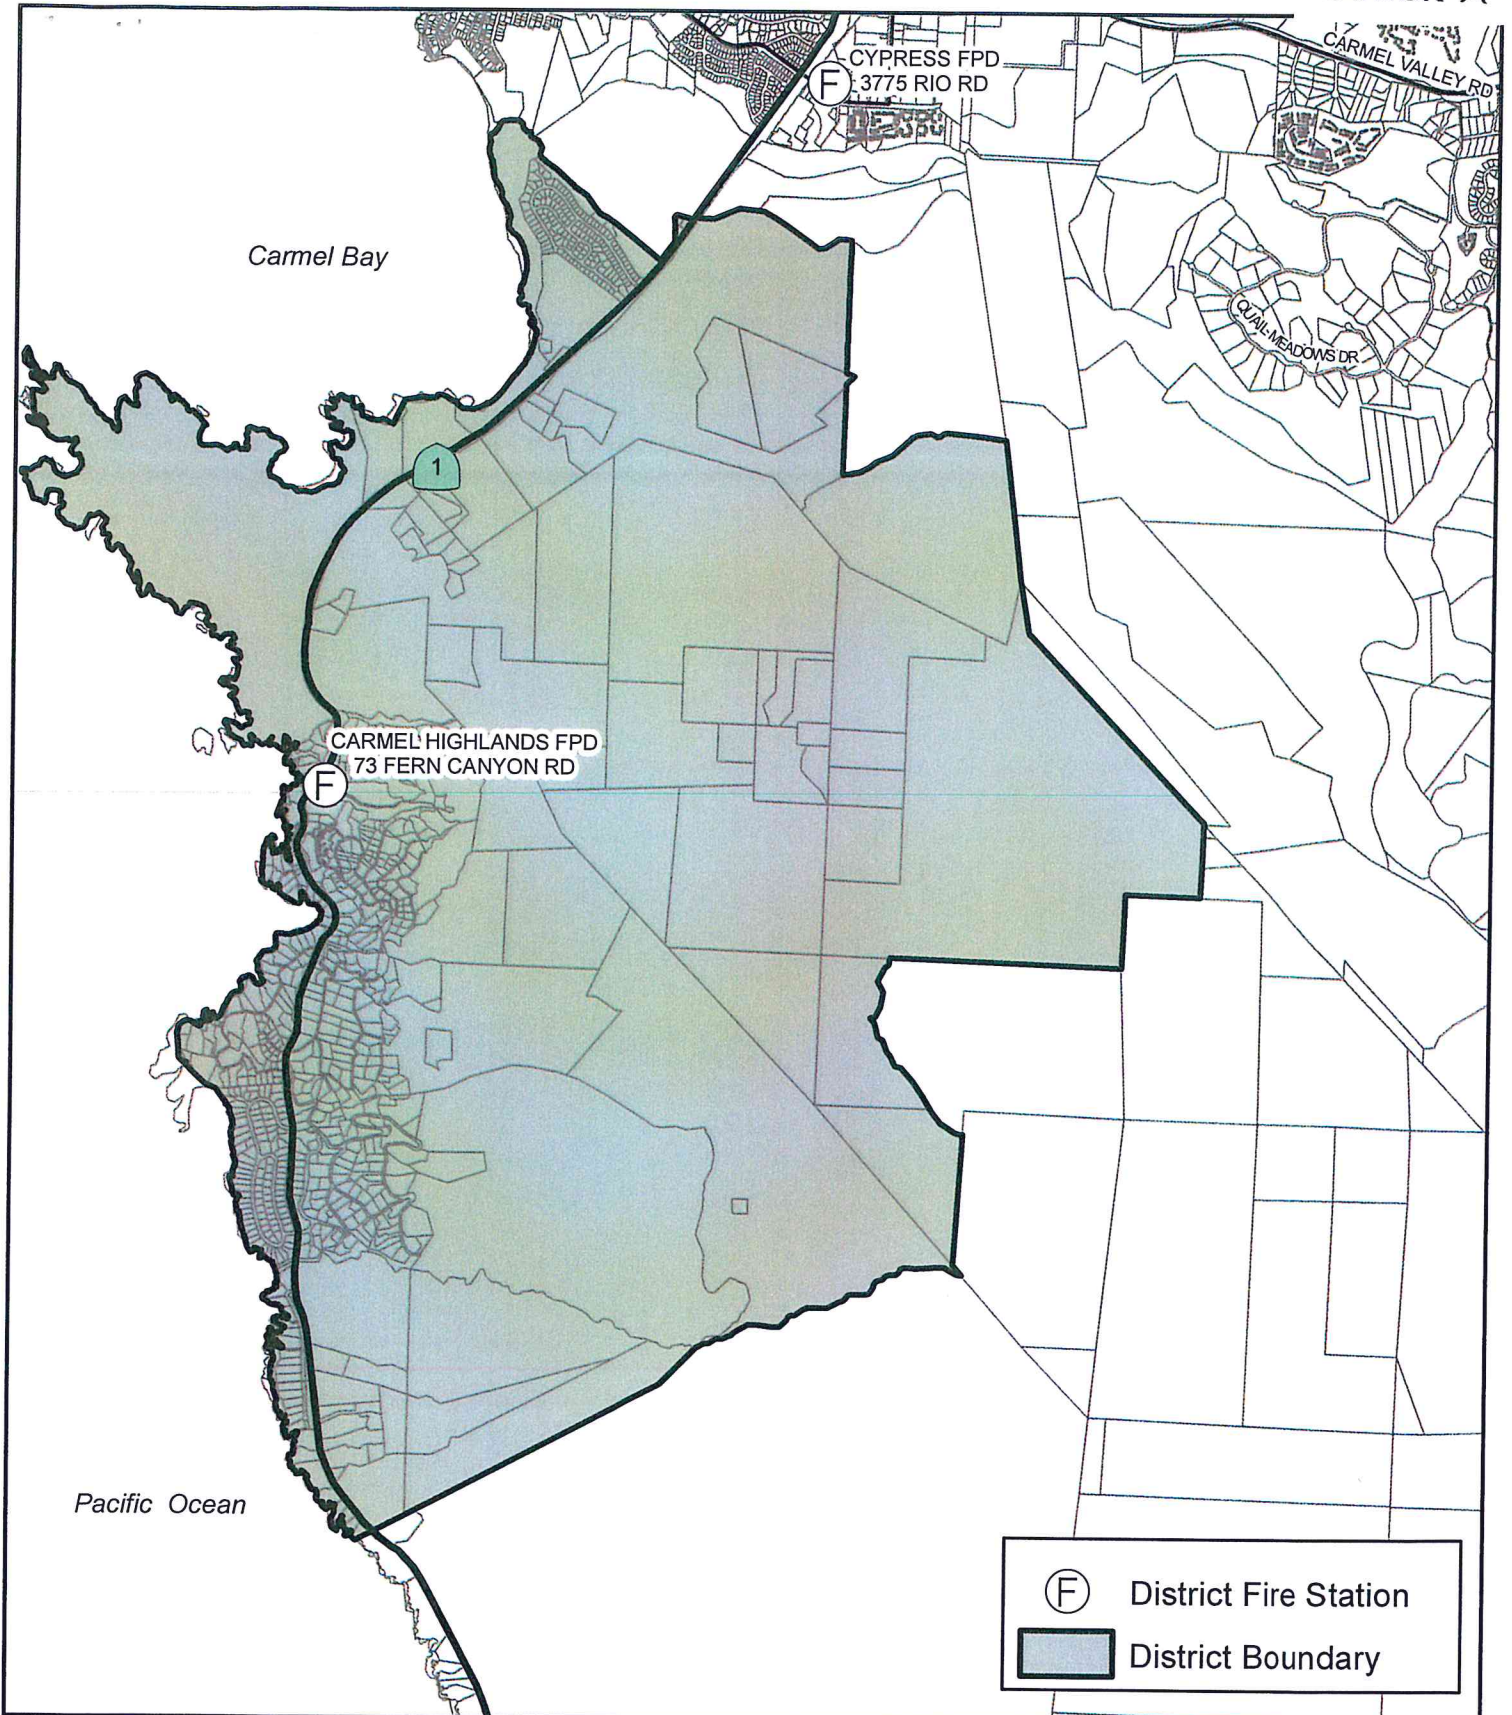 CYPRESS FPD
3775 RIO RD
CARMEL VALLEY RD
Carmel Bay
QUAIL MEADOWS DR
1
CARMEL HIGHLANDS FPD
73 FERN CANYON RD
F
F
Pacific Ocean
F District Fire Station
District Boundary